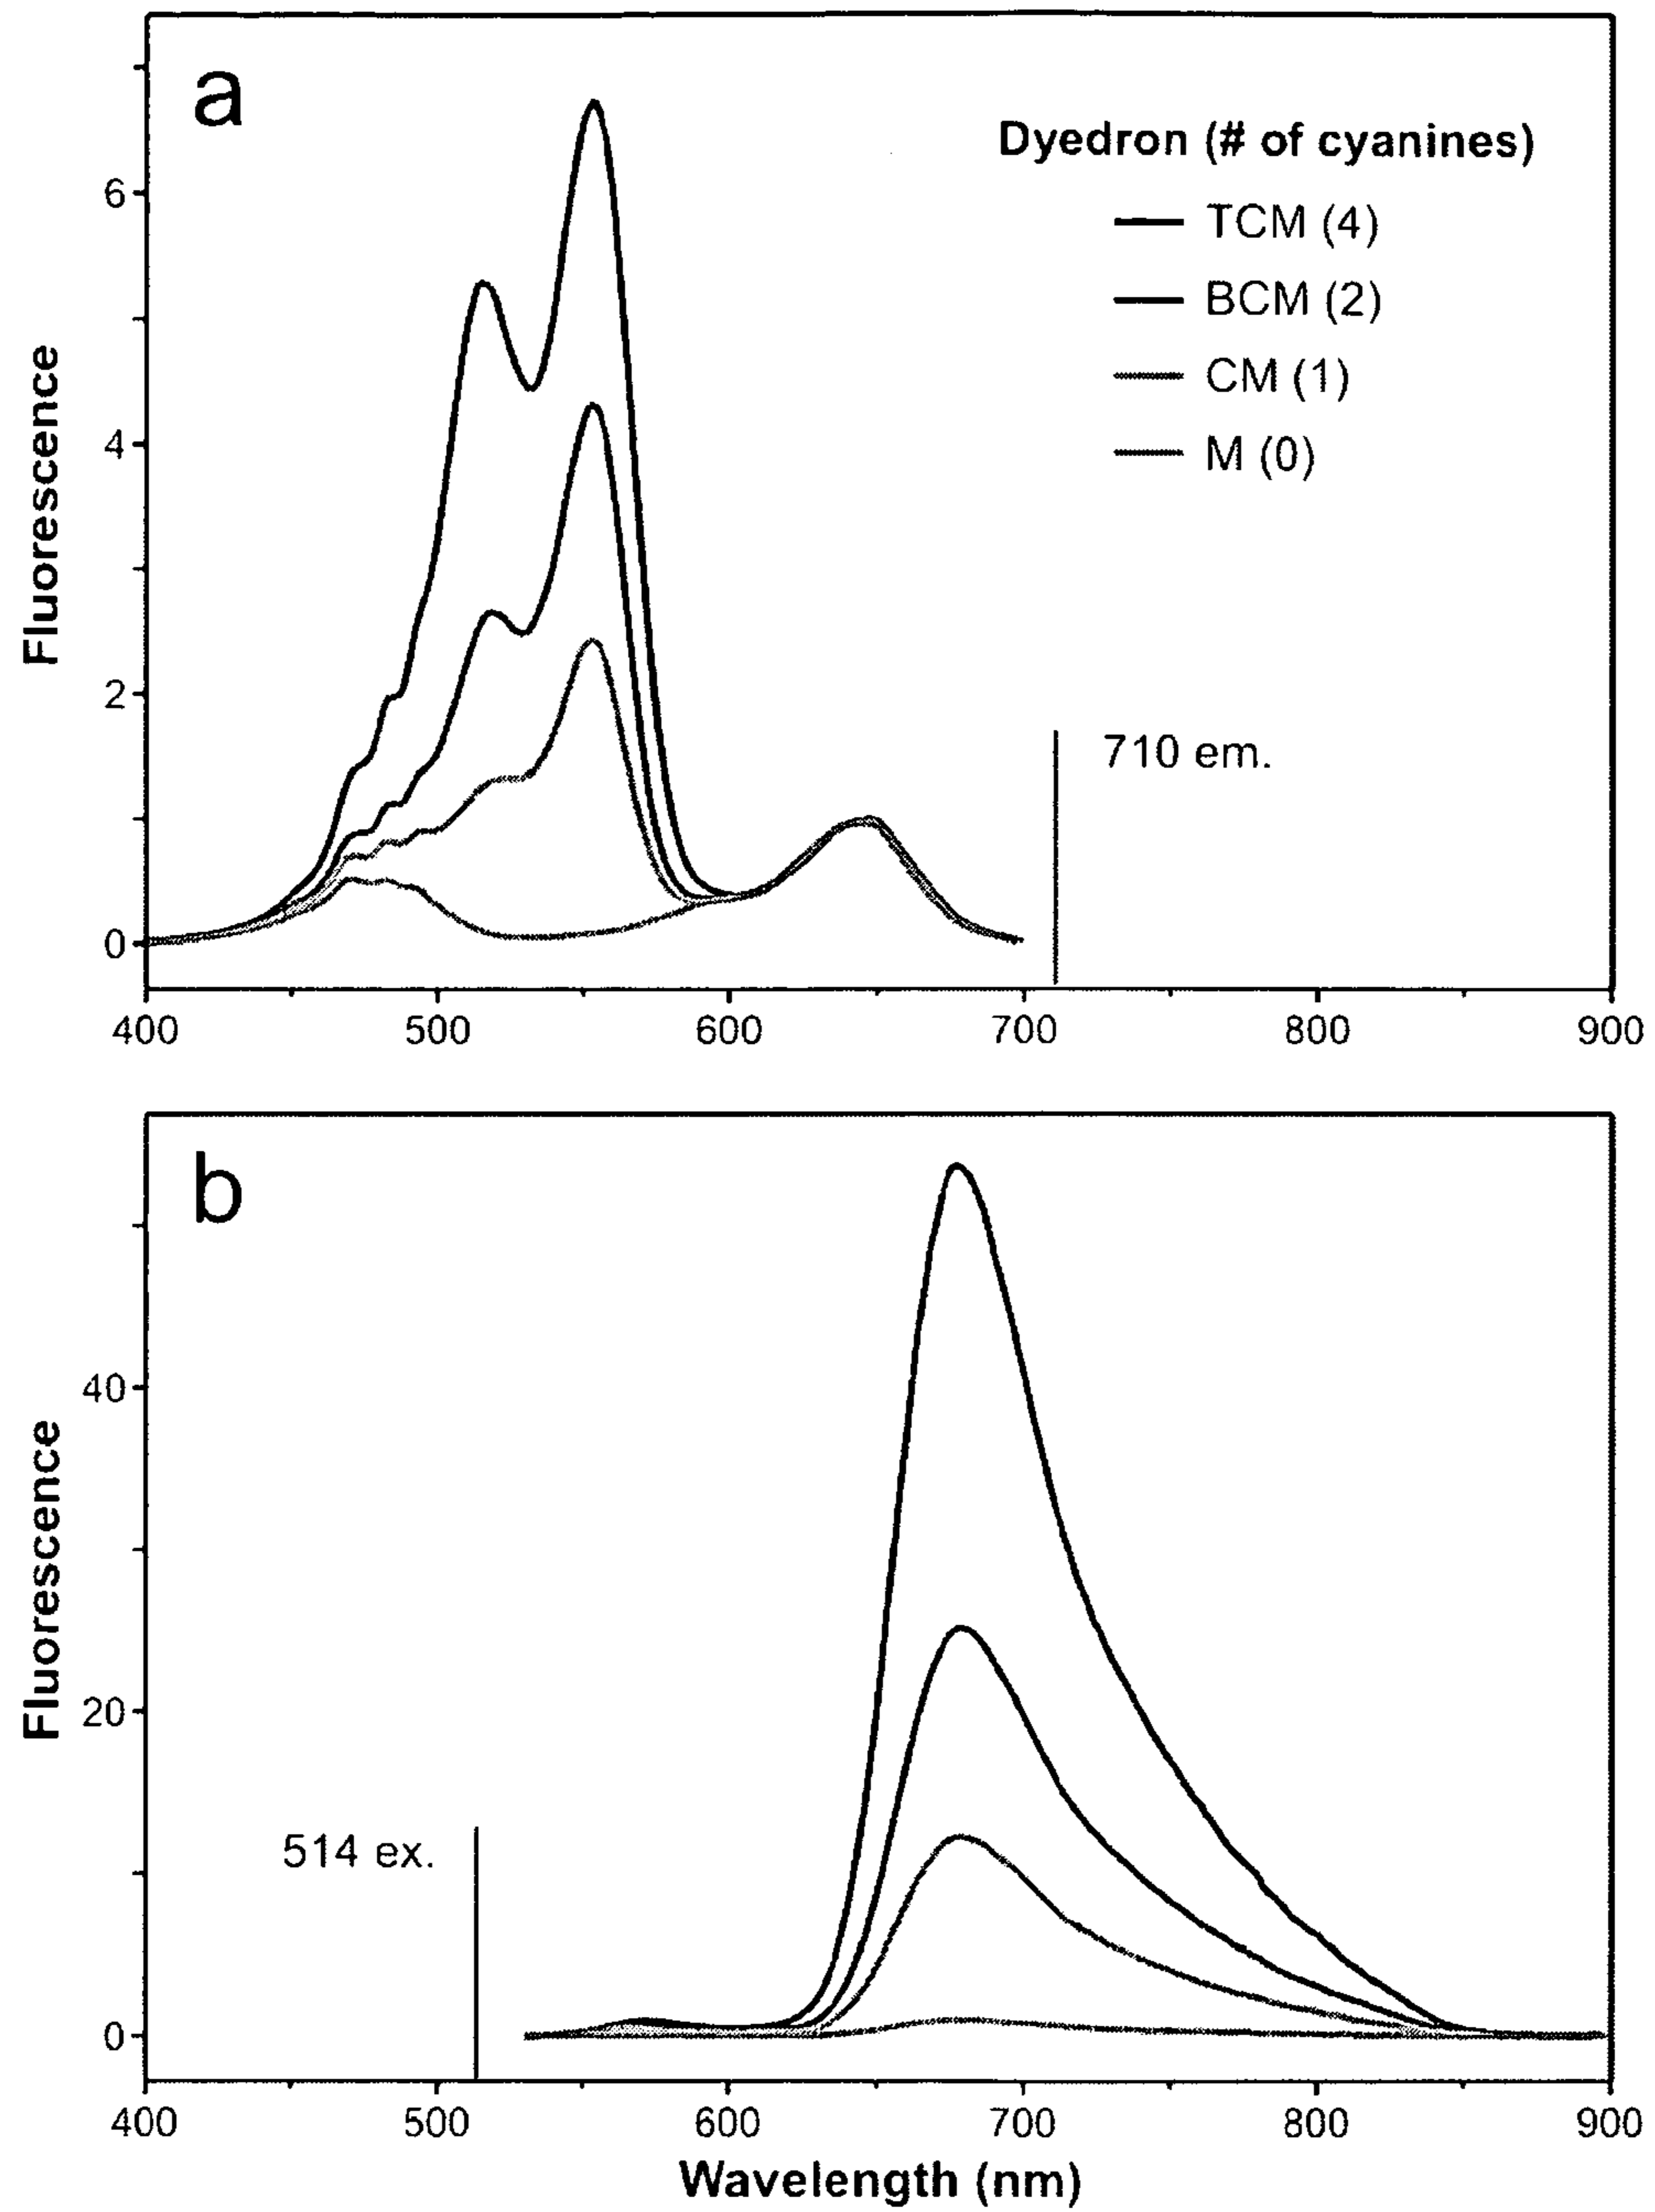 a
Dyedron (# of cyanines)
TCM (4)
BCM (2)
CM (1)
M (0)
710 em.
Fluorescence
6
4
2
0
400 500 600 700 800 900
b
514 ex.
Fluorescence
40
20
0
400 500 600 700 800 900
Wavelength (nm)